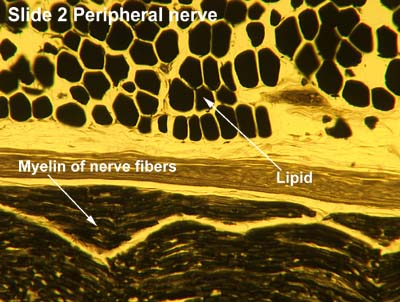 Slide 2 Peripheral nerve
Myelin of nerve fibers
Lipid